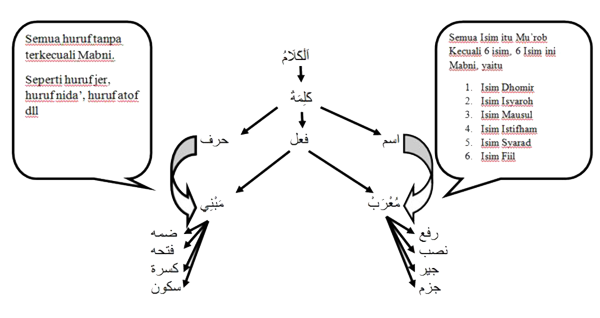 Semua huruf tanpa
terkecuali Mabni.
Seperti huruf jer,
huruf nida', huruf atof
dll
Semua Isim itu Mu´rob
Kecuali 6 isim, 6 Isim ini
Mabni, yaitu
1. Isim Dhomir
2. Isim Isyaroh
3. Isim Mausul
4. Isim Istifham
5. Isim Syarad
6. Isim Fiil
اَلْكَلَامُ
كَلِمَةٌ
اسم
فعل
حرف
مُعْرَبٌ
مَبْنِي
رفع
نصب
جير
جزم
ضمه
فتحه
كسرة
سكون